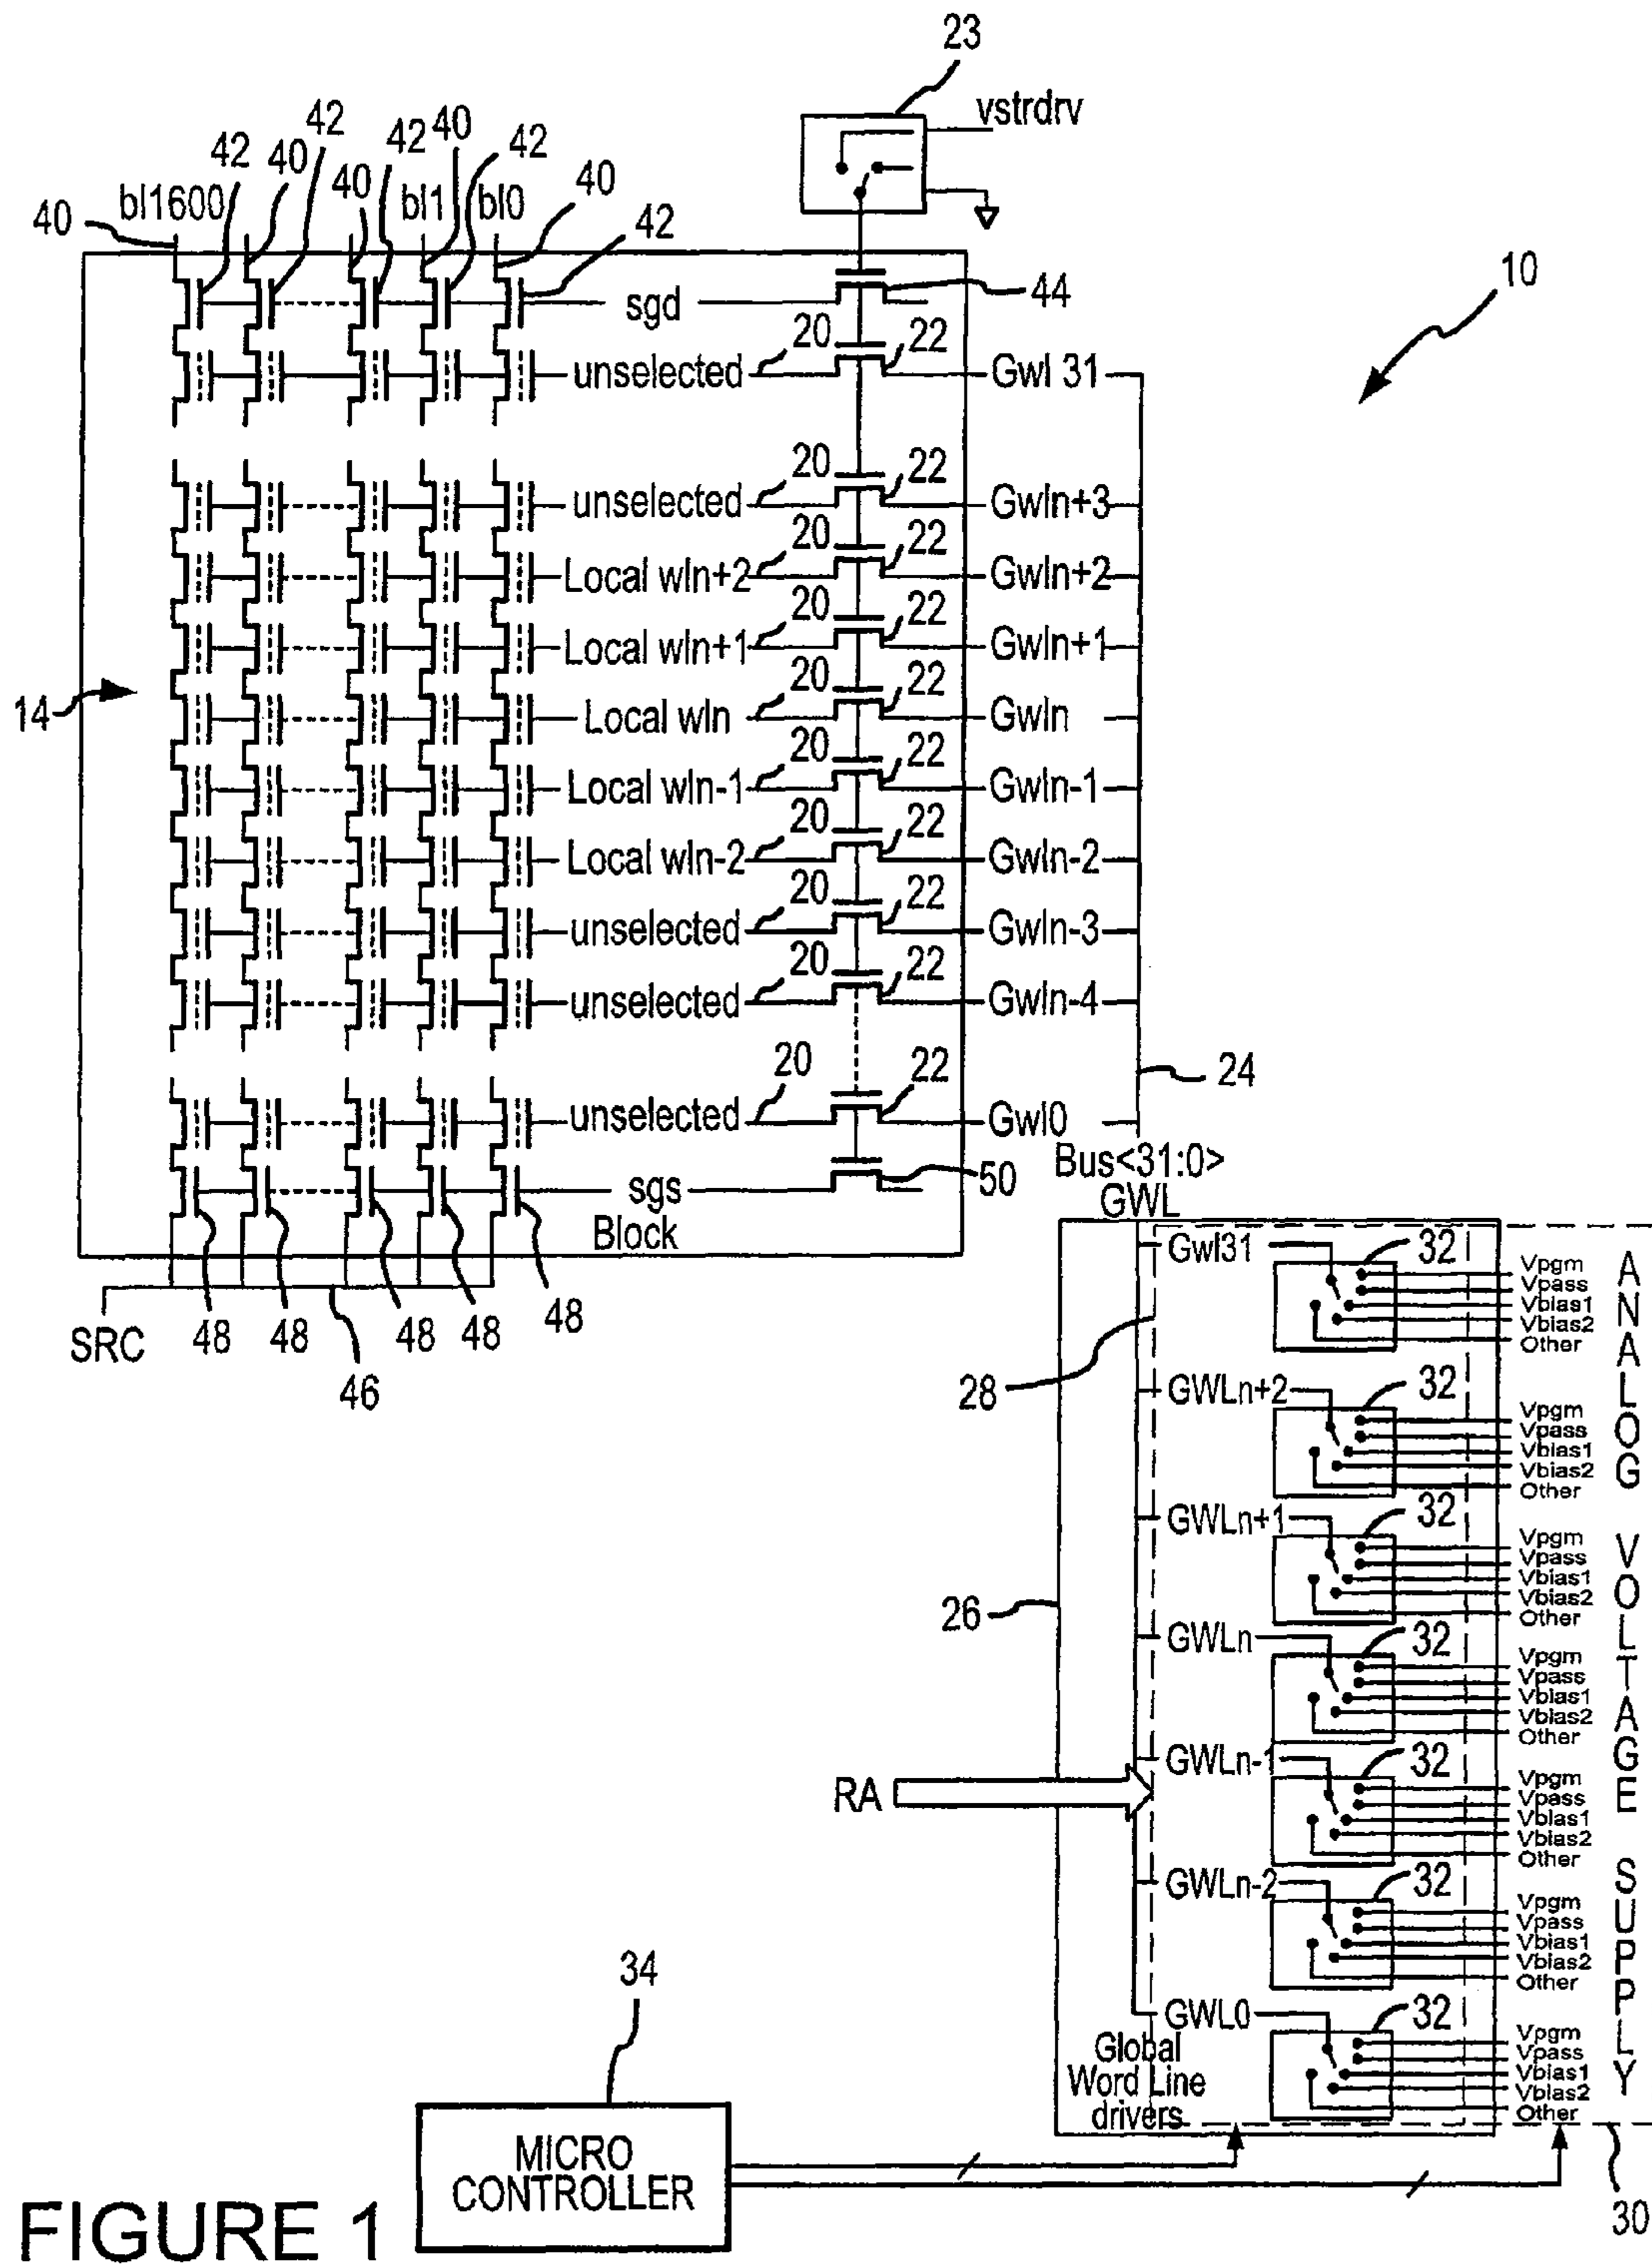 23
vstrdrv
42 42 42 40 42
40 40 40
40 bl1600 bl1 bl0 42
sgd 44
10
unselected 20 22 Gwl 31
unselected 20 22 Gwln+3
Local wln+2 20 22 Gwln+2
Local wln+1 20 22 Gwln+1
14 Local wln 20 22 Gwln
Local wln-1 20 22 Gwln-1
Local wln-2 20 22 Gwln-2
unselected 20 22 Gwln-3
unselected 20 22 Gwln-4
24
unselected 20 22 Gwl0
sgs 50
Block
Bus<31:0>
GWL
SRC 48 48 48 48 48
46
Gwl31 32
Vpgm
Vpass
Vbias1
Vbias2
Other
28
GWLn+2 32
Vpgm
Vpass
Vbias1
Vbias2
Other
GWLn+1 32
Vpgm
Vpass
Vbias1
Vbias2
Other
26
GWLn 32
Vpgm
Vpass
Vbias1
Vbias2
Other
RA
GWLn-1 32
Vpgm
Vpass
Vbias1
Vbias2
Other
GWLn-2 32
Vpgm
Vpass
Vbias1
Vbias2
Other
GWL0 32
Vpgm
Vpass
Vbias1
Vbias2
Other
ANALOG VOLTAGE SUPPLY
Global
Word Line
drivers
34
MICRO
CONTROLLER
30
FIGURE 1